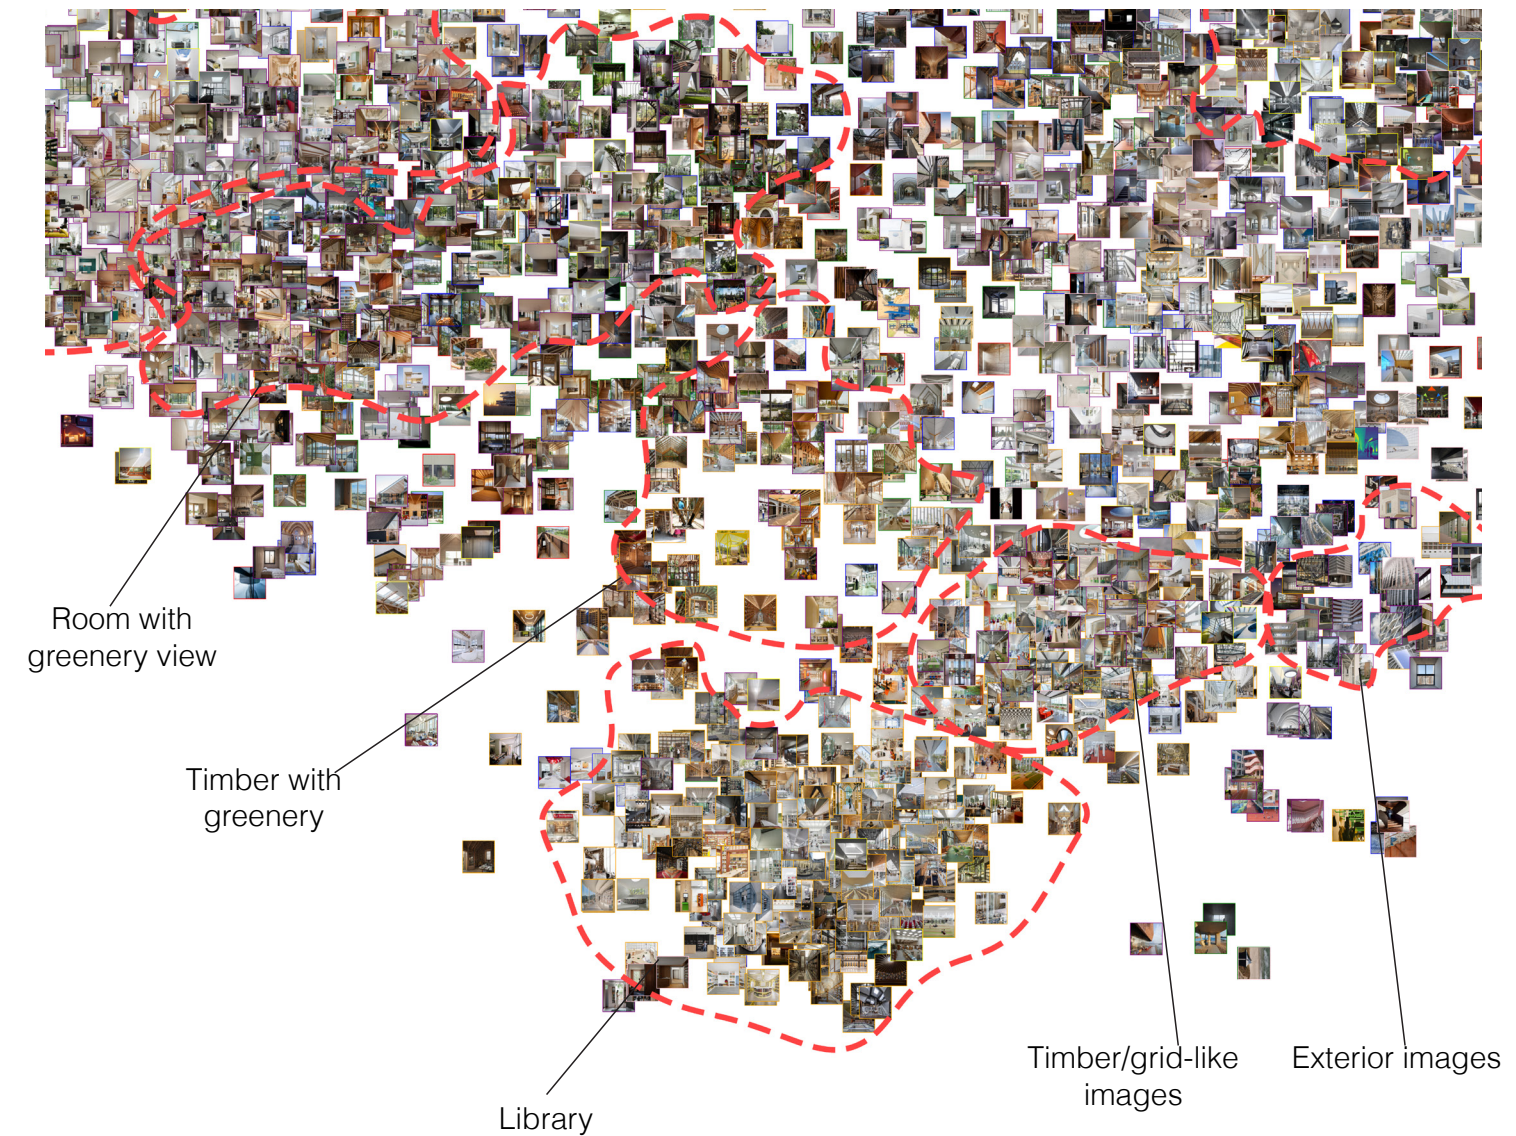 Room with
greenery view
Timber with
greenery
Library
Timber/grid-like
images
Exterior images